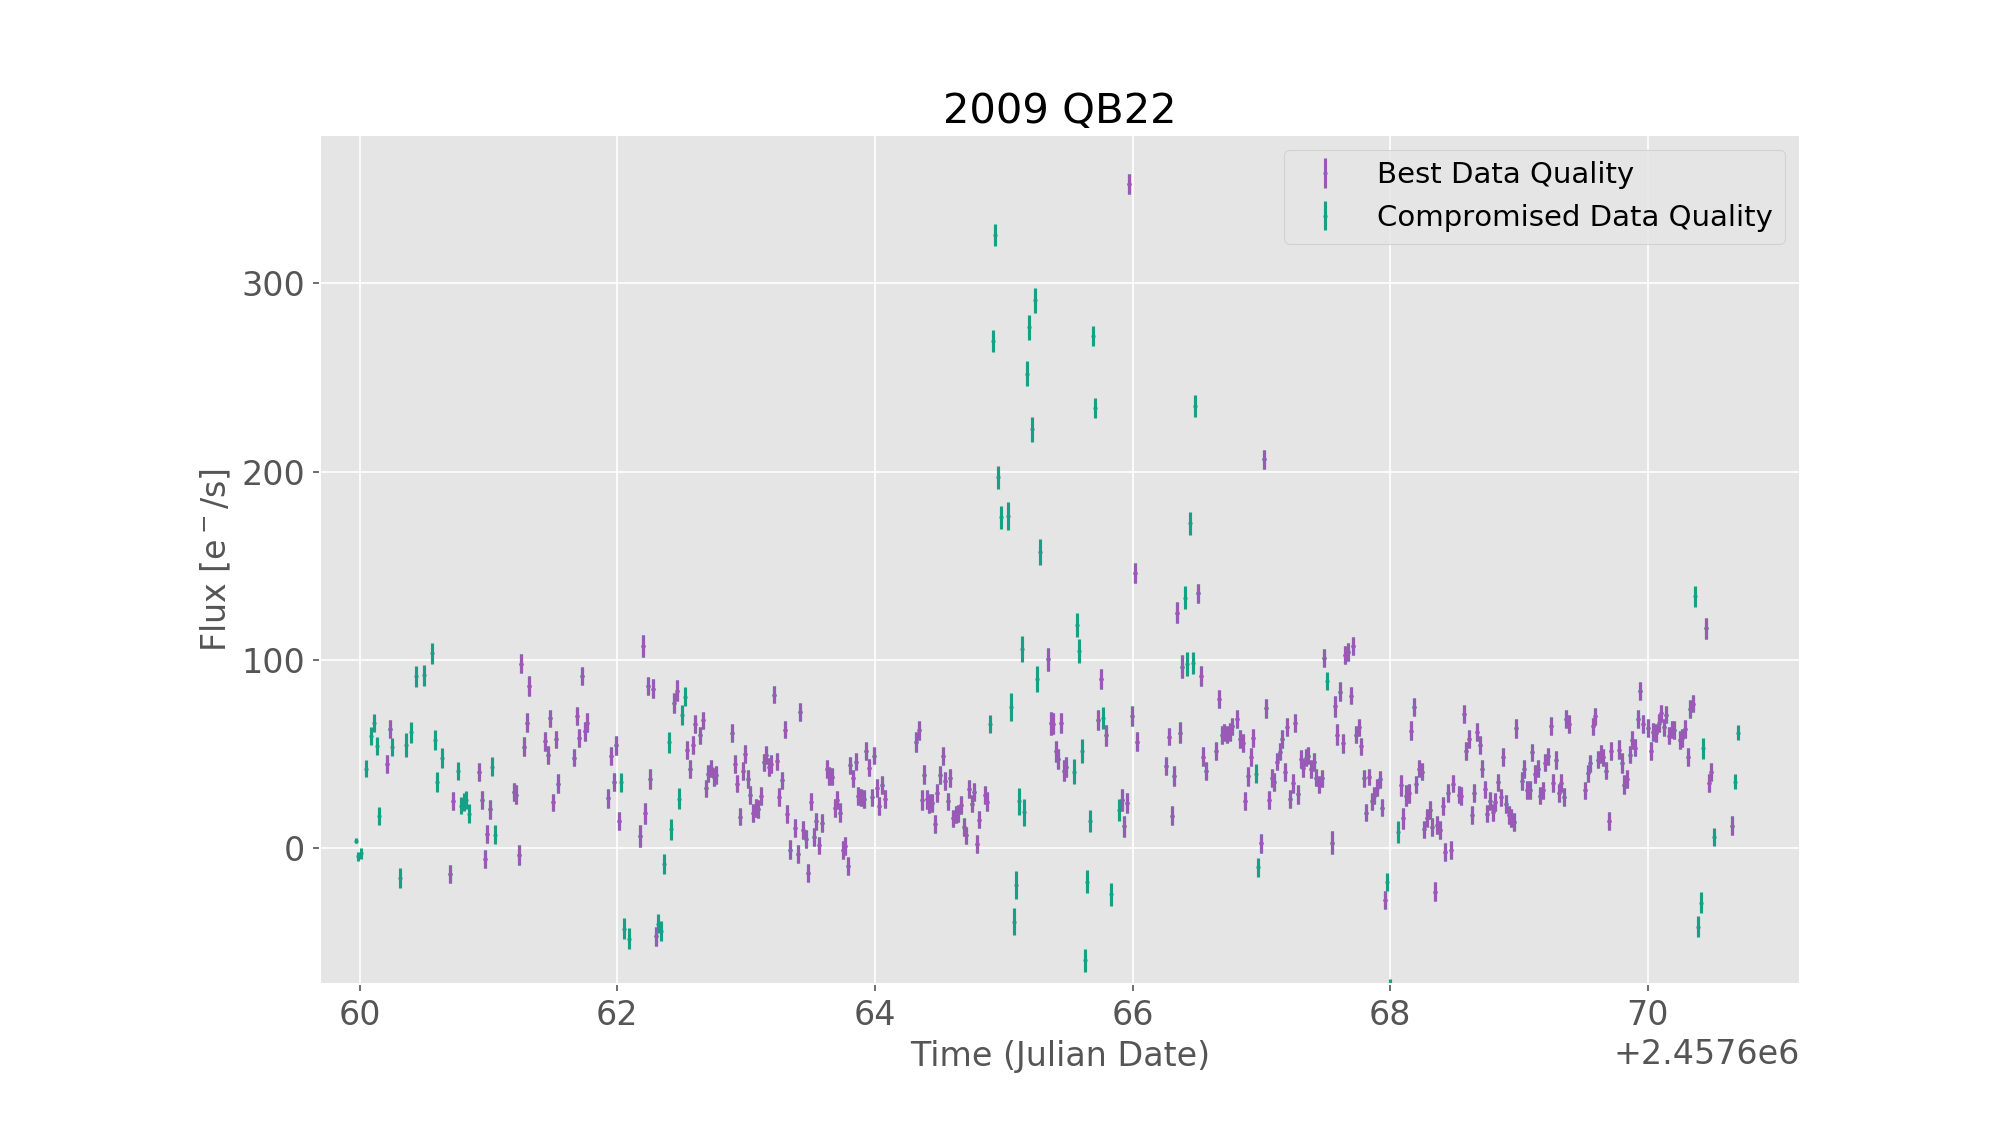 2009 QB22
Best Data Quality
Compromised Data Quality
300
200
100
0
Flux [e⁻/s]
60 62 64 66 68 70
Time (Julian Date)
+2.4576e6